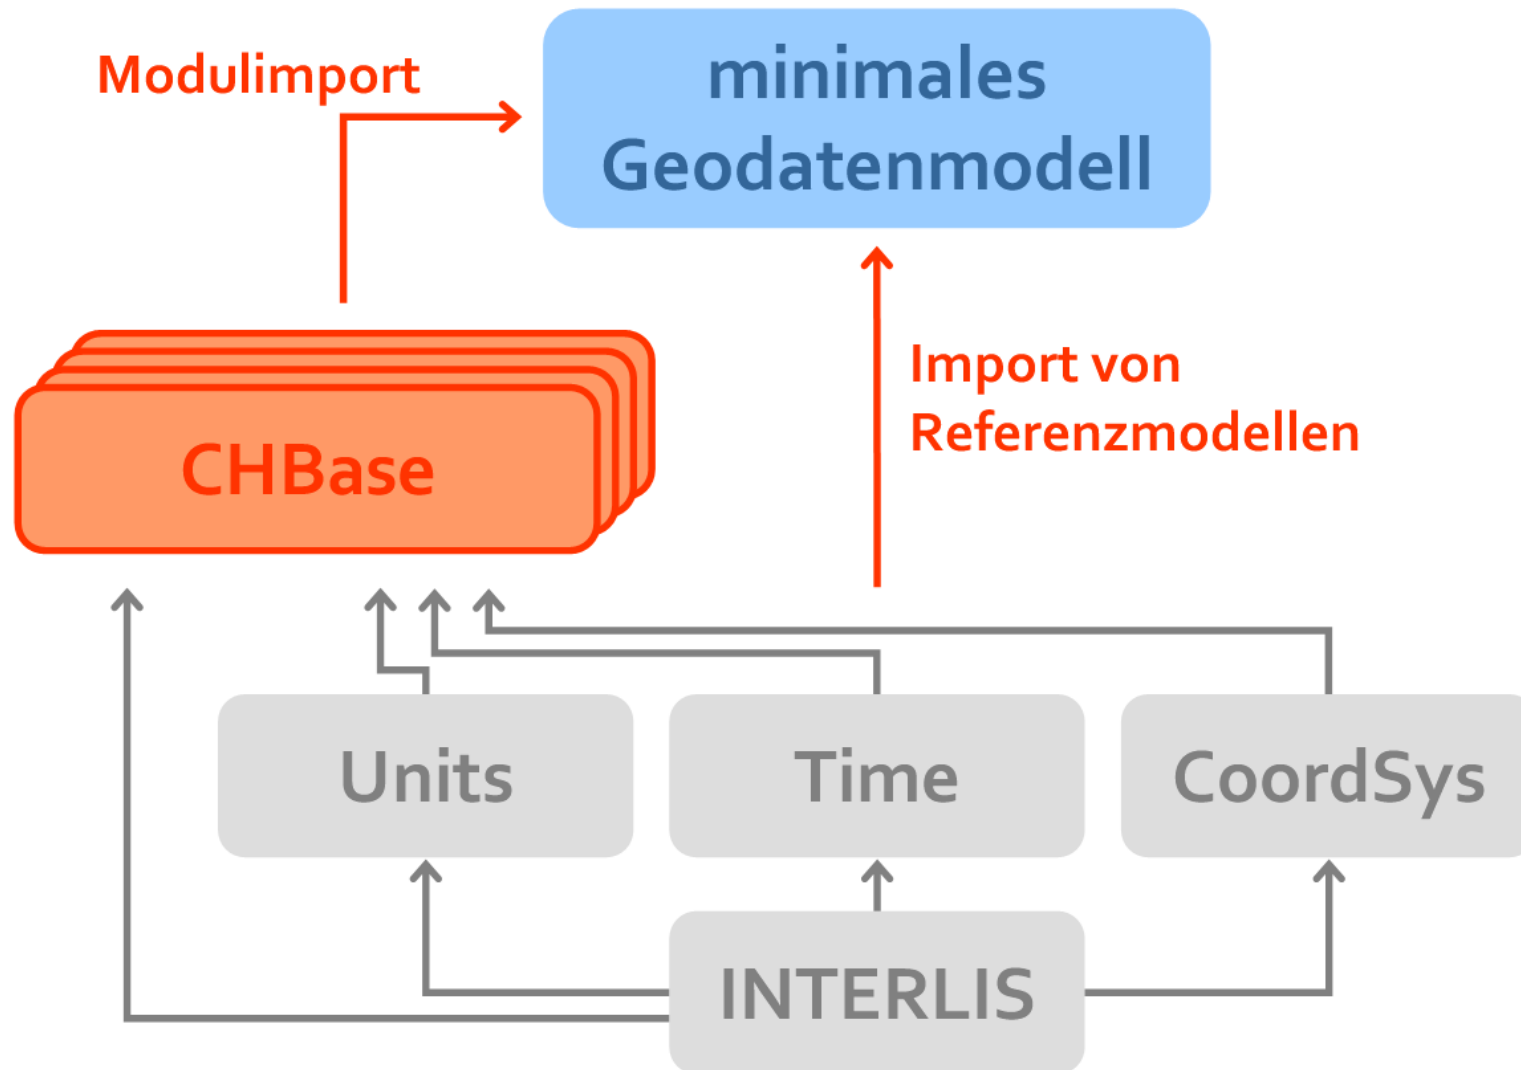 Modulimport
minimales
Geodatenmodell
Import von
Referenzmodellen
CHBase
Units
Time
CoordSys
INTERLIS